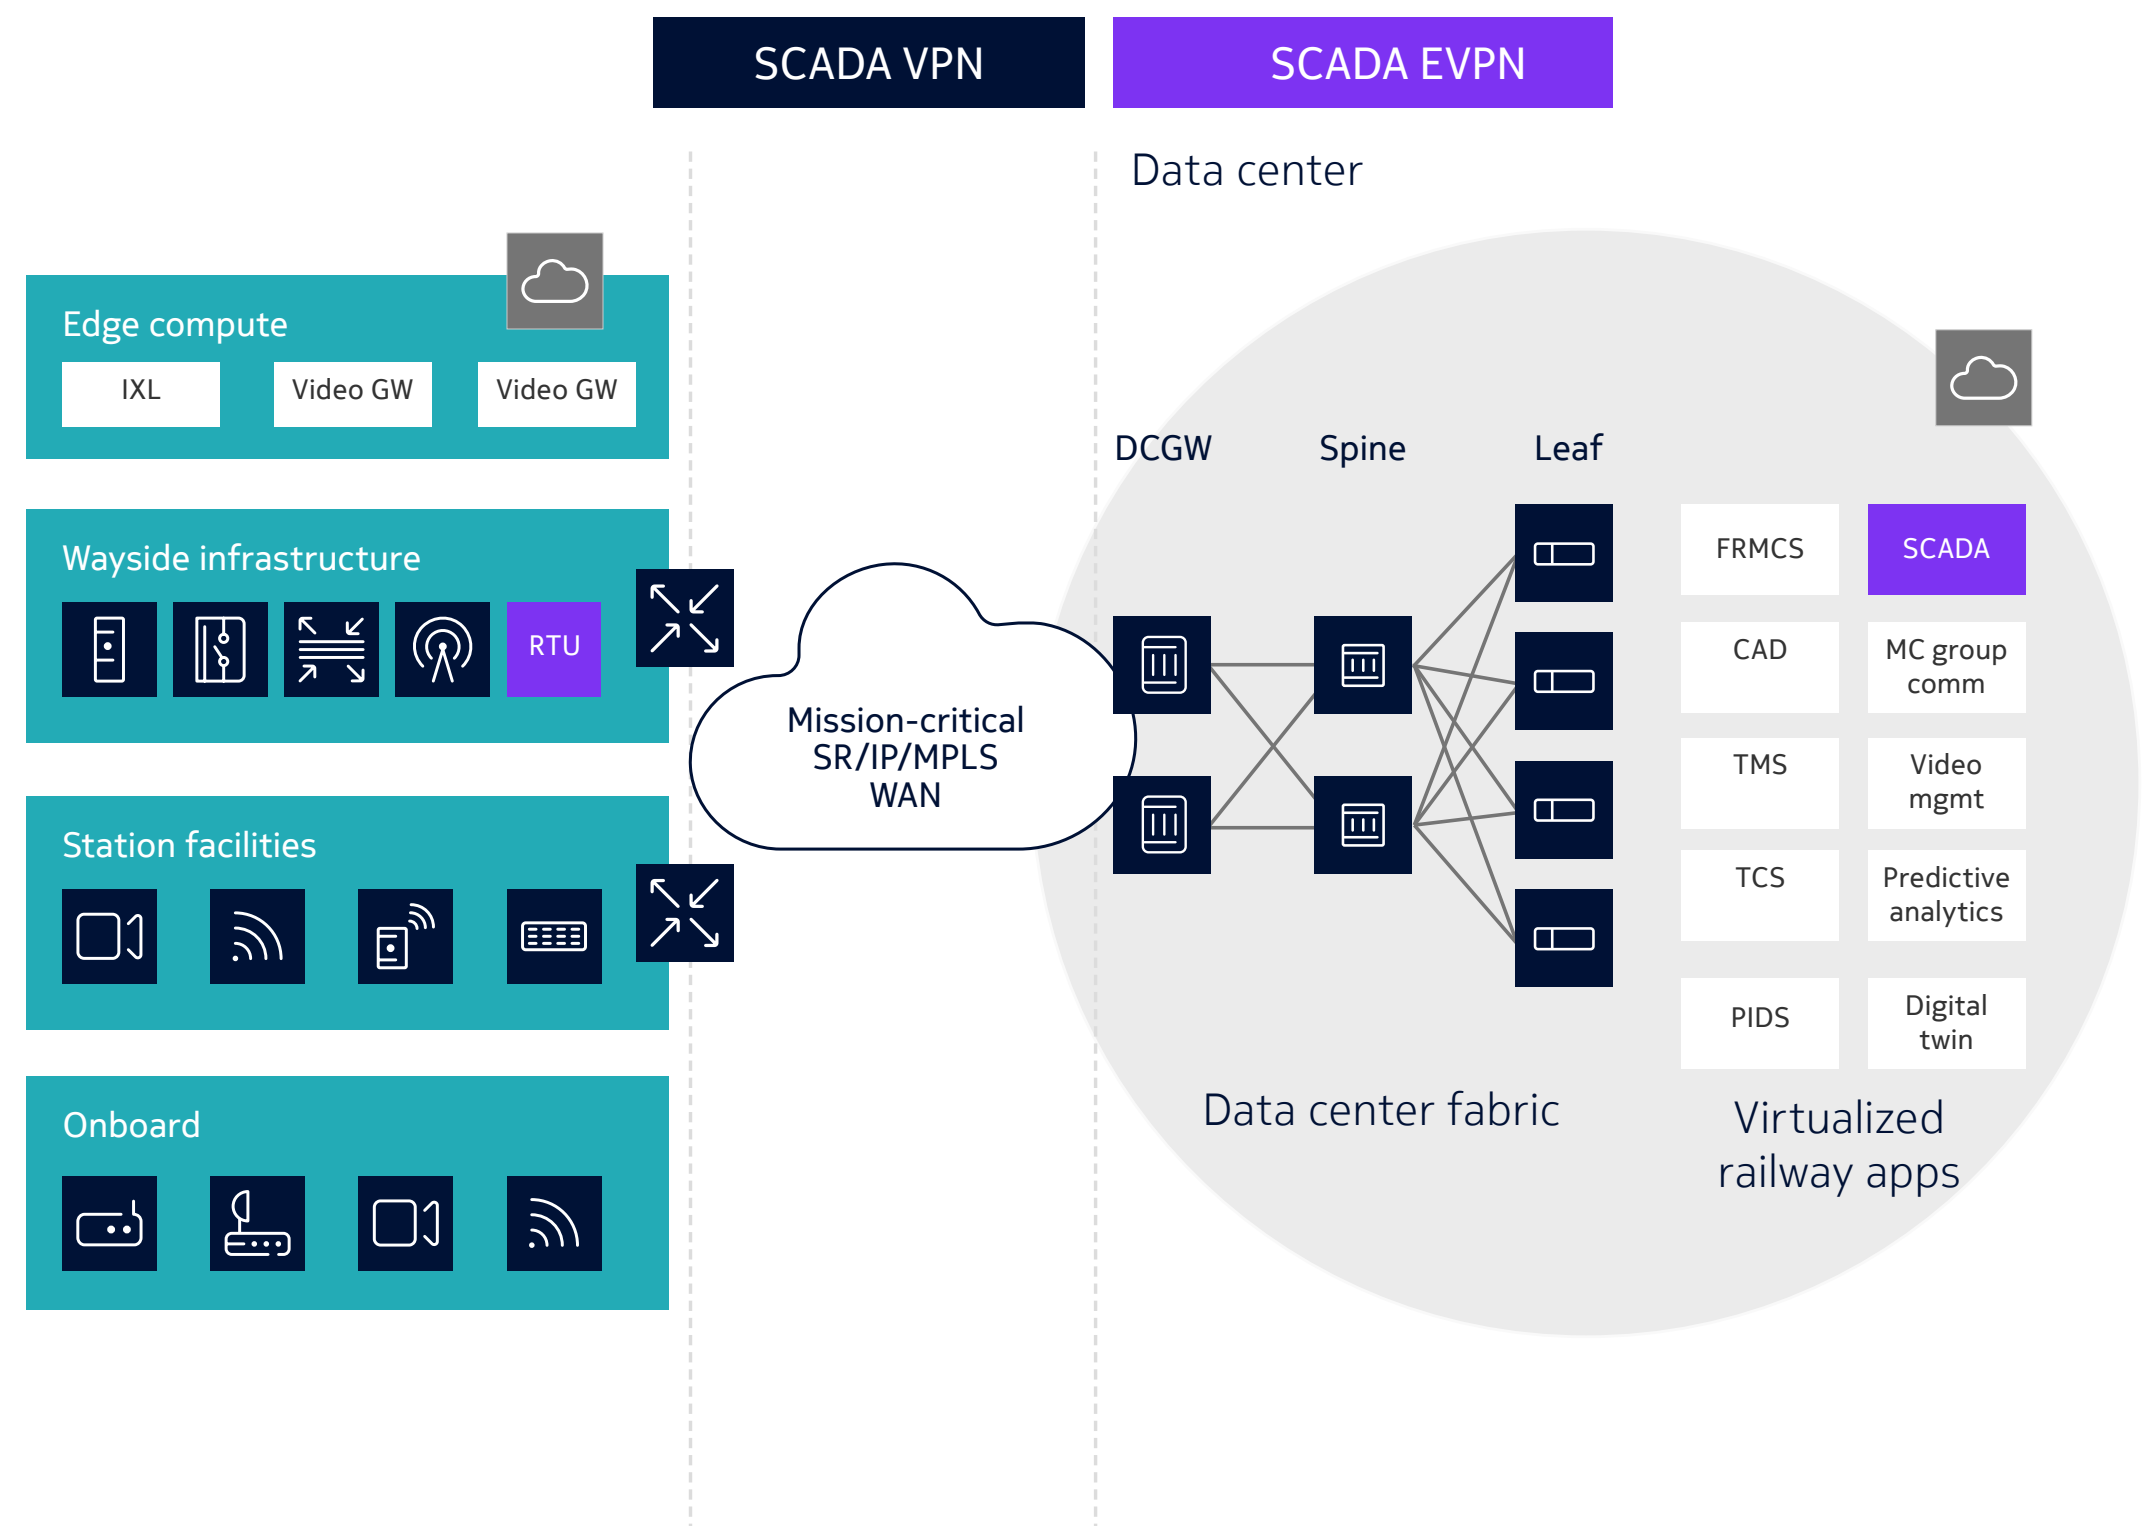 SCADA VPN
SCADA EVPN
Data center
Edge compute
IXL
Video GW
Video GW
Wayside infrastructure
RTU
Station facilities
Onboard
Mission-critical
SR/IP/MPLS
WAN
DCGW
Spine
Leaf
FRMCS
SCADA
CAD
MC group
comm
TMS
Video
mgmt
TCS
Predictive
analytics
PIDS
Digital
twin
Data center fabric
Virtualized
railway apps